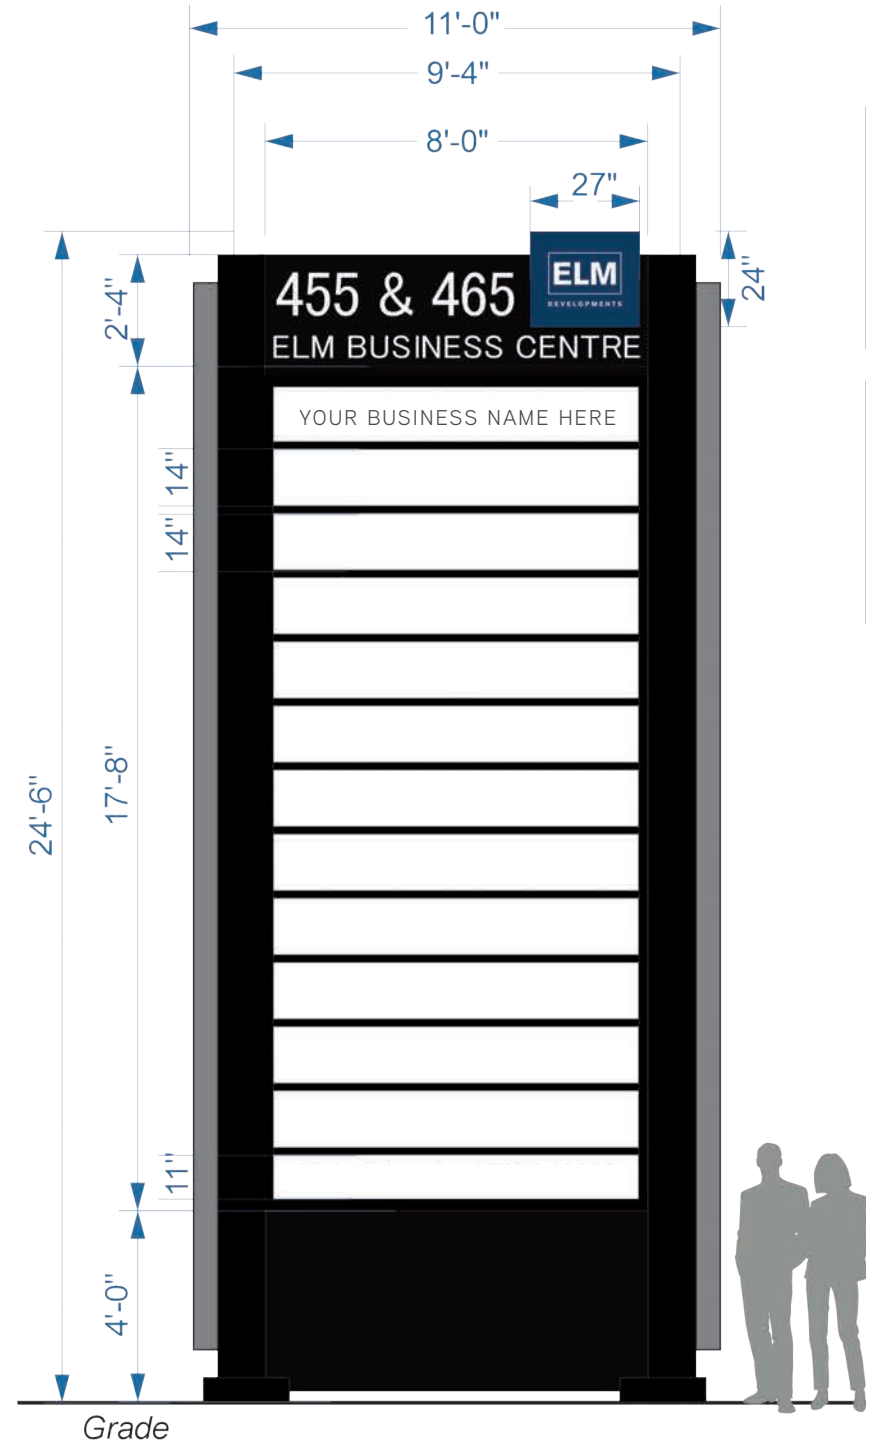 11'-0"
9'-4"
8'-0"
27"
24"
2'-4"
455 & 465
ELM
DEVELOPMENTS
ELM BUSINESS CENTRE
YOUR BUSINESS NAME HERE
14"
14"
17'-8"
24'-6"
11"
4'-0"
Grade